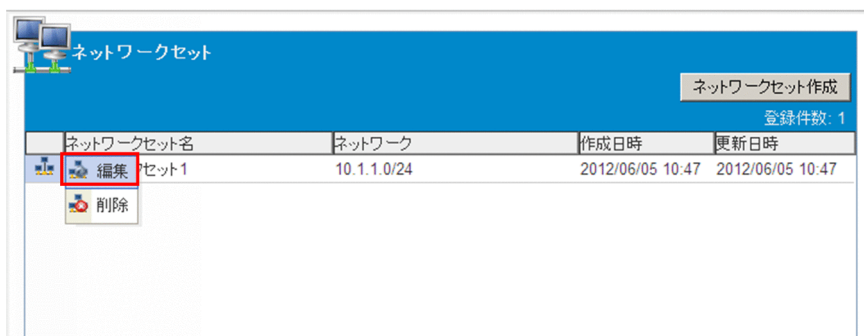 ネットワークセット
ネットワークセット作成
登録件数: 1
ネットワークセット名 ネットワーク 作成日時 更新日時
編集 クセット1 10.1.1.0/24 2012/06/05 10:47 2012/06/05 10:47
削除